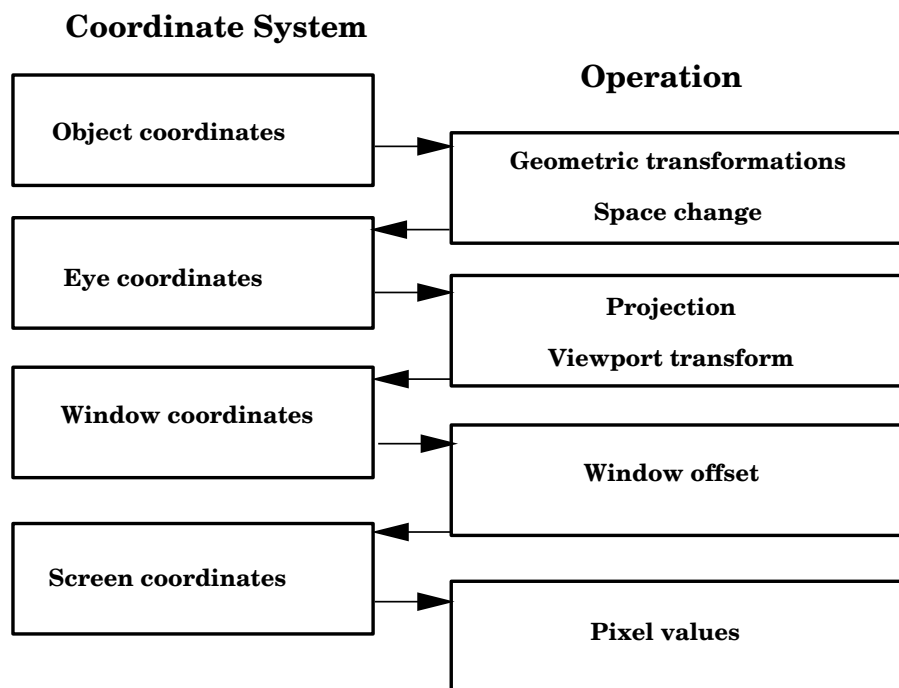 Coordinate System
Operation
Object coordinates
Geometric transformations
Space change
Eye coordinates
Projection
Viewport transform
Window coordinates
Window offset
Screen coordinates
Pixel values